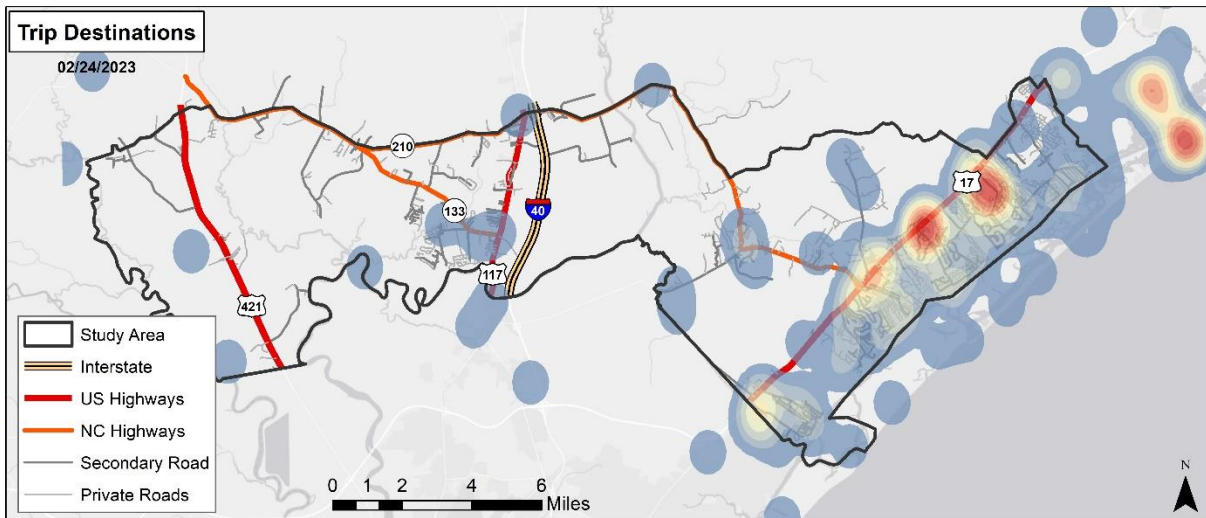 Trip Destinations
02/24/2023
210
133
40
117
421
17
Study Area
Interstate
US Highways
NC Highways
Secondary Road
Private Roads
0 1 2 4 6
Miles
N